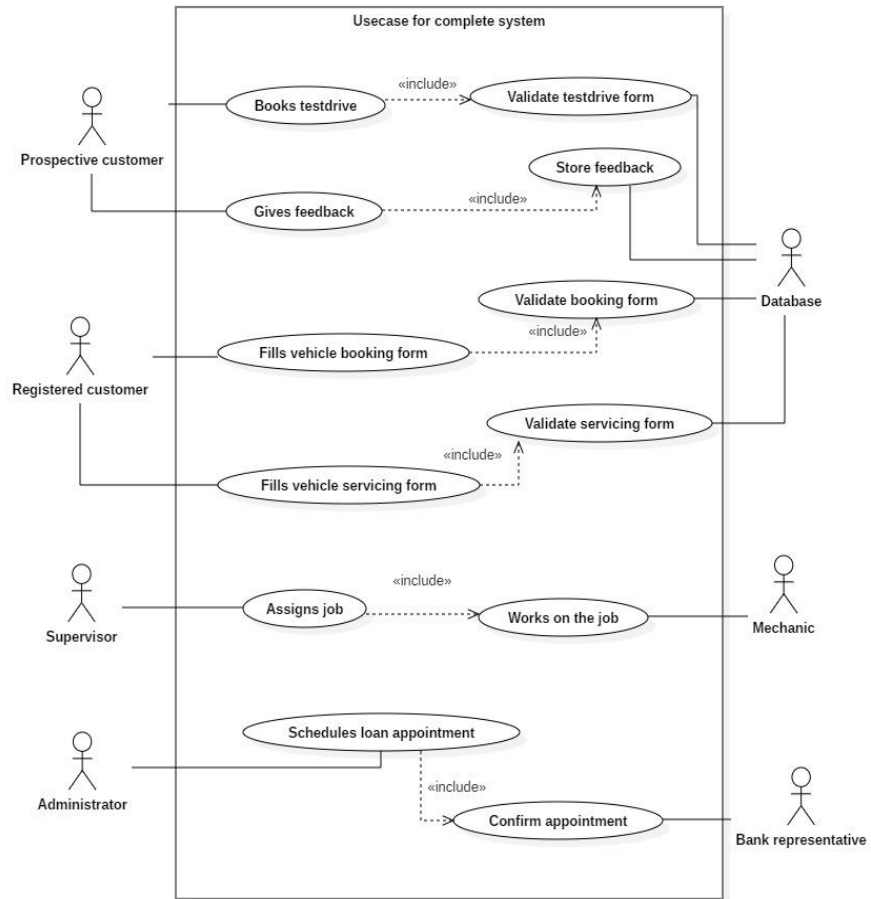 Usecase for complete system
«include»
Books testdrive
Validate testdrive form
Prospective customer
Store feedback
«include»
Gives feedback
Database
Validate booking form
«include»
Fills vehicle booking form
Registered customer
Validate servicing form
«include»
Fills vehicle servicing form
«include»
Assigns job
Works on the job
Supervisor
Mechanic
Schedules loan appointment
«include»
Administrator
Confirm appointment
Bank representative